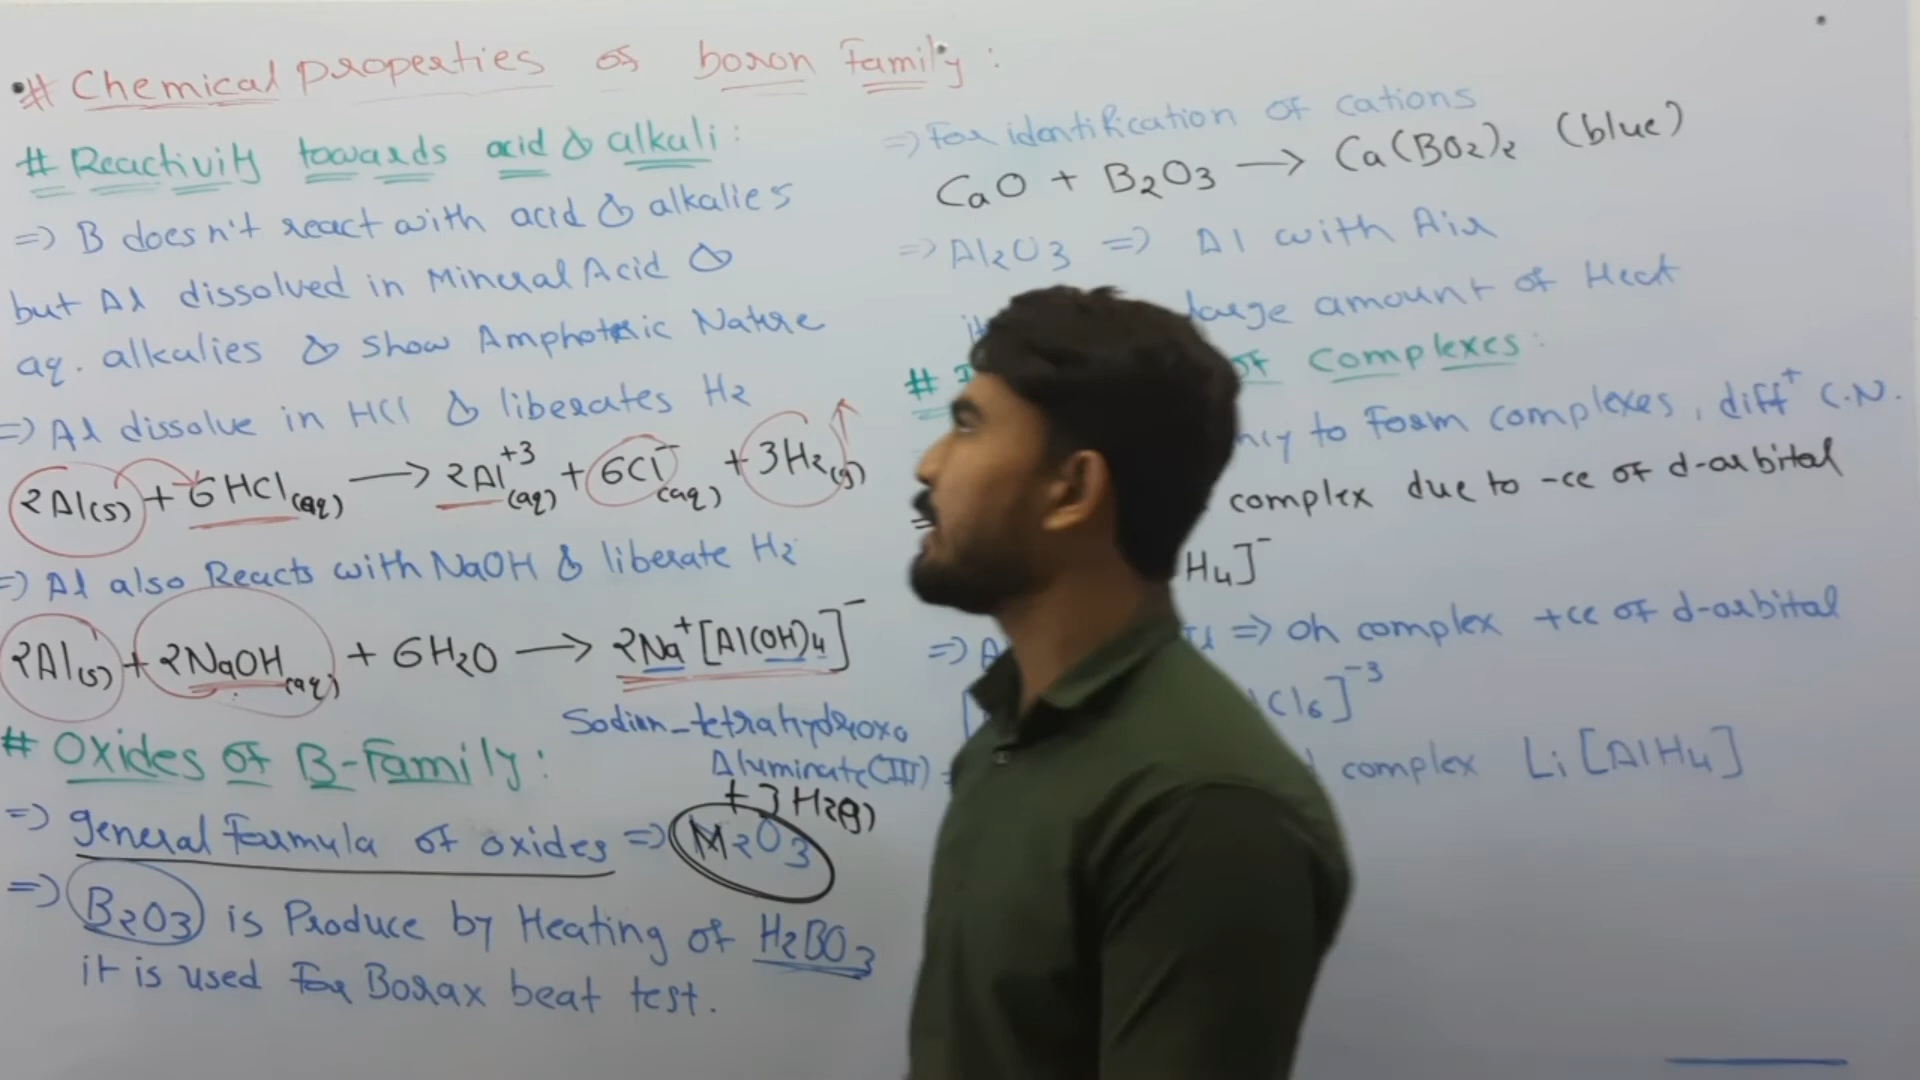 # Chemical properties of boron Family :
# Reactivity towards acid & alkali :
=> B doesn't react with acid & alkalies
but Al dissolved in Mineral Acid &
aq. alkalies & show Amphoteric Nature
=> Al dissolve in HCl & liberates H2
2Al(s) + 6HCl(aq) → 2Al+3(aq) + 6Cl-(aq) + 3H2(g) ↑
=> Al also Reacts with NaOH & liberate H2
2Al(s) + 2NaOH(aq) + 6H2O → 2Na+[Al(OH)4]-
Sodium-tetrahydroxo
Aluminate(III)
+ 3H2(g)
# Oxides of B-Family :
=> general formula of oxides => M2O3
=> B2O3 is Produce by Heating of H2BO3
it is used For Borax beat test.
=> For identification of cations
CaO + B2O3 → Ca(BO2)2 (blue)
=> Al2O3 => Al with Air
large amount of Heat
# of Complexes :
to Form complexes, diff+ C.N.
complex due to -ce of d-orbital
H4]-
=> oh complex +ce of d-orbital
Cl6]-3
complex Li[AlH4]